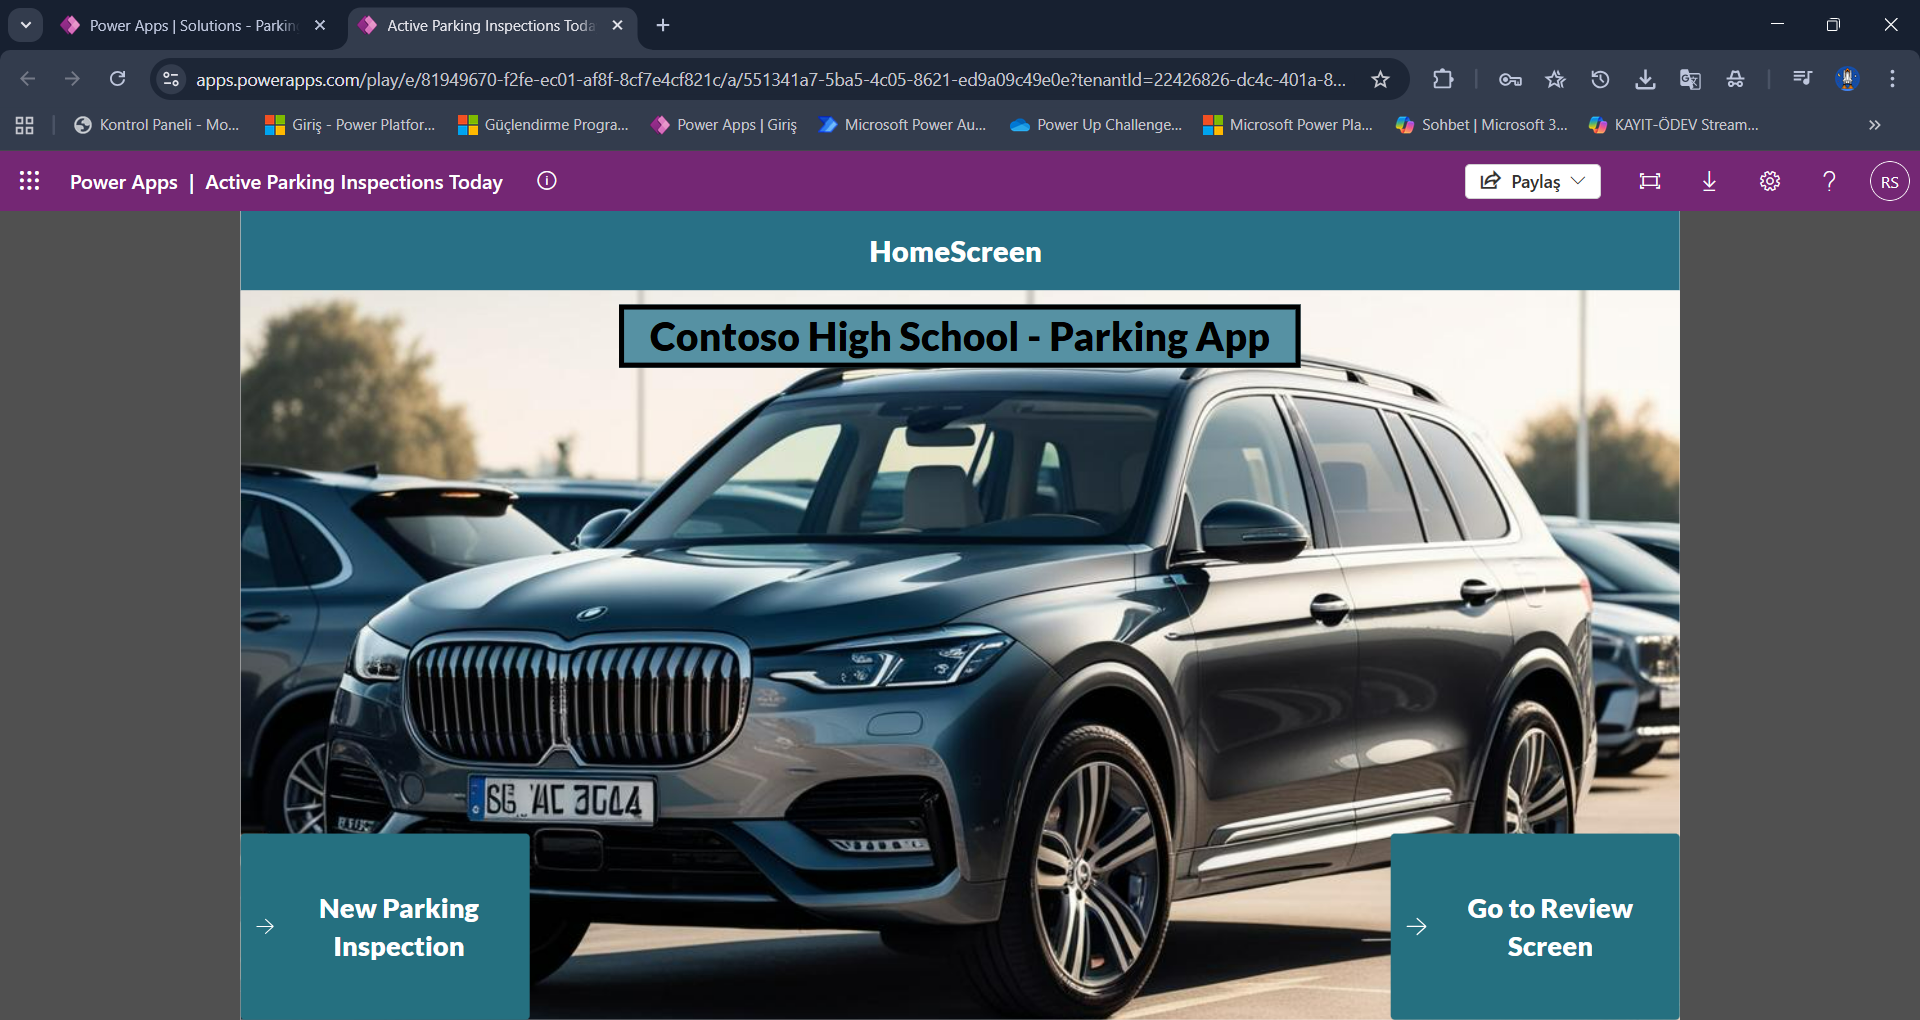 Power Apps | Solutions - Parkin
Active Parking Inspections Toda
apps.powerapps.com/play/e/81949670-f2fe-ec01-af8f-8cf7e4cf821c/a/551341a7-5ba5-4c05-8621-ed9a09c49e0e?tenantId=22426826-dc4c-401a-8...
Kontrol Paneli - Mo...
Giriş - Power Platfor...
Güçlendirme Progra...
Power Apps | Giriş
Microsoft Power Au...
Power Up Challenge...
Microsoft Power Pla...
Sohbet | Microsoft 3...
KAYIT-ÖDEV Stream...
Power Apps | Active Parking Inspections Today
Paylaş
RS
HomeScreen
Contoso High School - Parking App
New Parking
Inspection
Go to Review
Screen